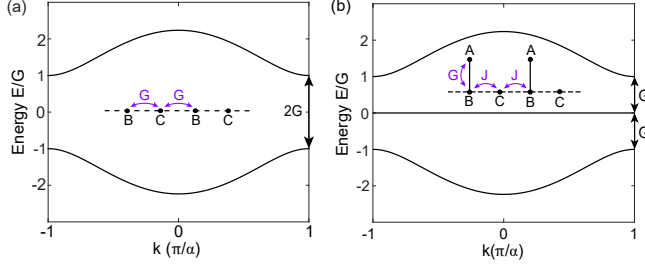 (a)
Energy E/G
2
1
0
-1
-2
G G
B C B C
2G
-1 0 1
k (π/α)
(b)
Energy E/G
2
1
0
-1
-2
A A
G J J
B C B C
G
G
-1 0 1
k(π/α)